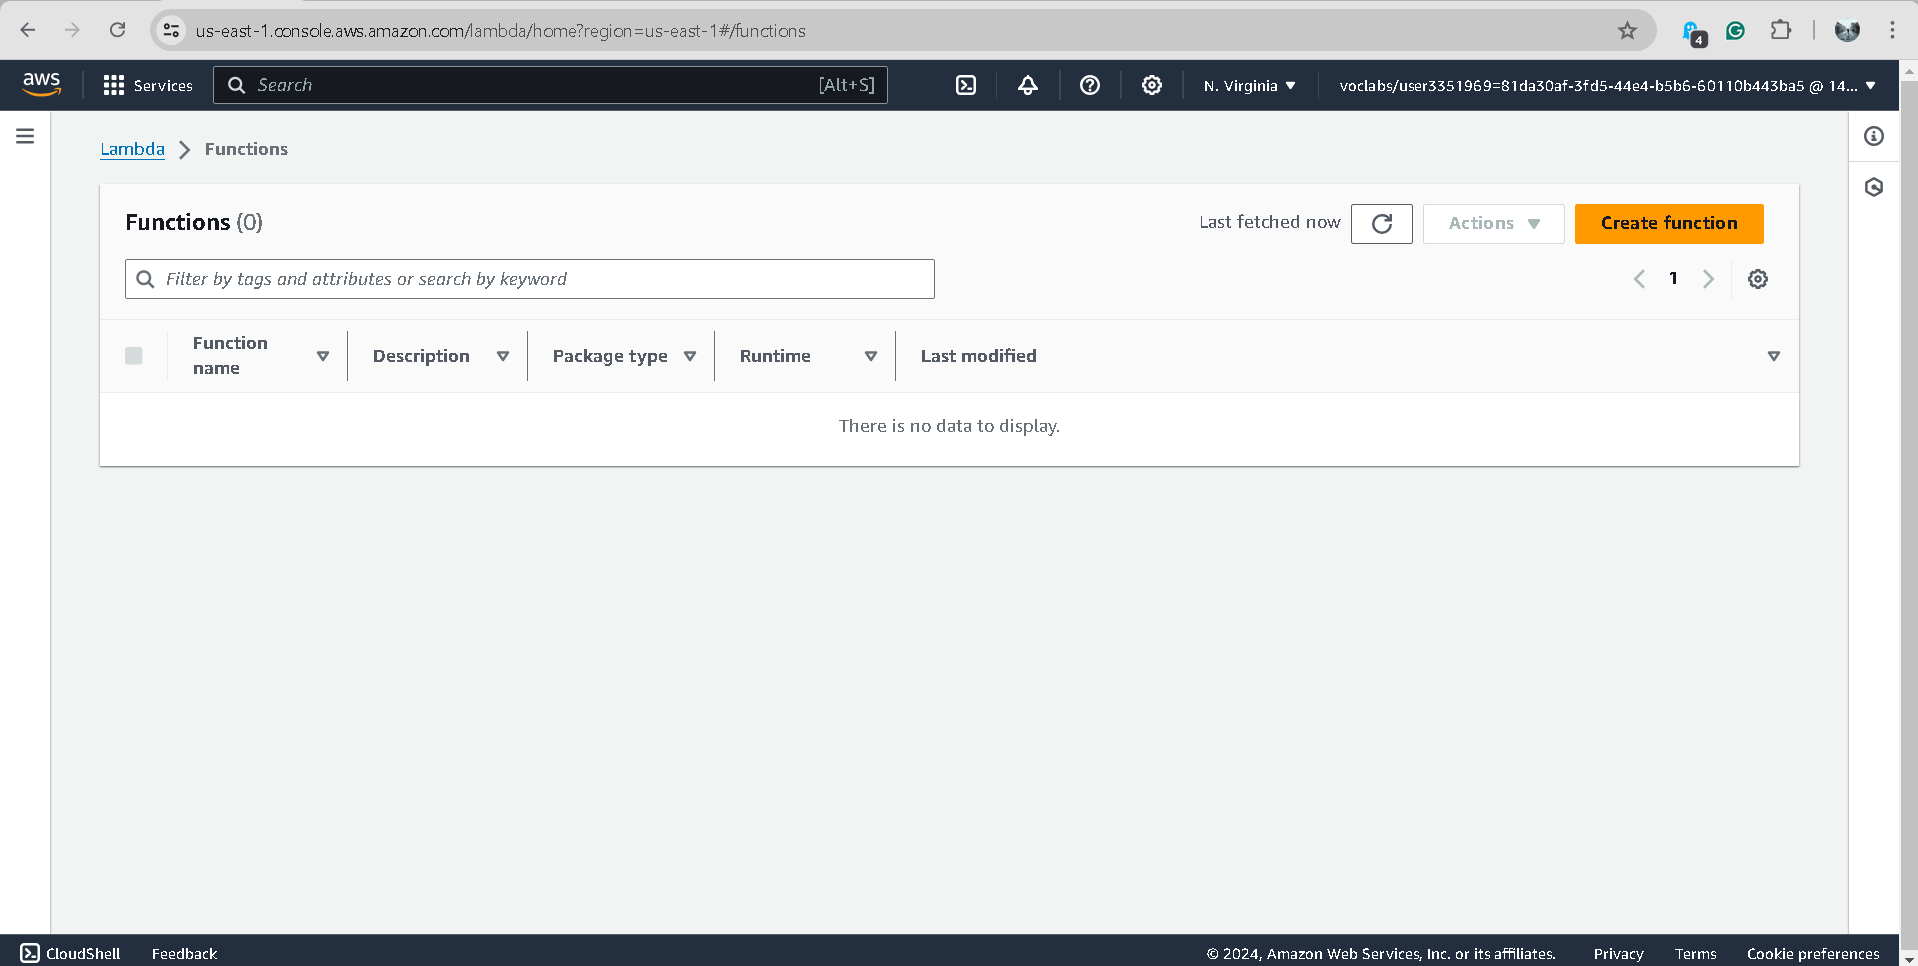 us-east-1.console.aws.amazon.com/lambda/home?region=us-east-1#/functions
4
aws Services Search [Alt+S] N. Virginia voclabs/user3351969=81da30af-3fd5-44e4-b5b6-60110b443ba5 @ 14...
Lambda Functions
Functions (0) Last fetched now Actions Create function
Filter by tags and attributes or search by keyword 1
Function name Description Package type Runtime Last modified
There is no data to display.
CloudShell Feedback © 2024, Amazon Web Services, Inc. or its affiliates. Privacy Terms Cookie preferences